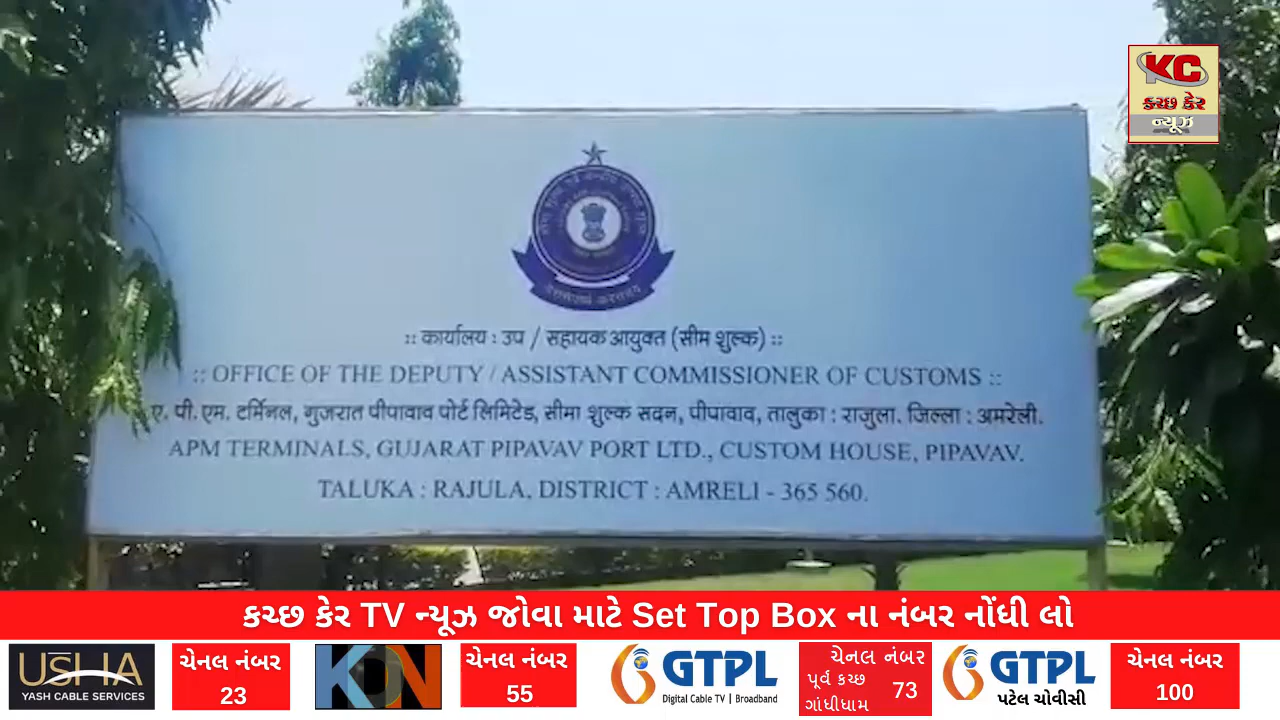 KC
કચ્છ કેર
ન્યૂઝ
:: कार्यालय : उप / सहायक आयुक्त (सीम शुल्क) ::
:: OFFICE OF THE DEPUTY / ASSISTANT COMMISSIONER OF CUSTOMS ::
ए. पी. एम. टर्मिनल, गुजरात पीपावाव पोर्ट लिमिटेड, सीमा शुल्क सदन, पीपावाव, तालुका : राजुला. जिल्ला : अमरेली.
APM TERMINALS, GUJARAT PIPAVAV PORT LTD., CUSTOM HOUSE, PIPAVAV.
TALUKA : RAJULA, DISTRICT : AMRELI - 365 560.
કચ્છ કેર TV ન્યૂઝ જોવા માટે Set Top Box ના નંબર નોંધી લો
USHA
YASH CABLE SERVICES
ચેનલ નંબર
23
KDN
ચેનલ નંબર
55
GTPL
Digital Cable TV | Broadband
ચેનલ નંબર
પૂર્વ કચ્છ
ગાંધીધામ
73
GTPL
પટેલ ચોવીસી
ચેનલ નંબર
100